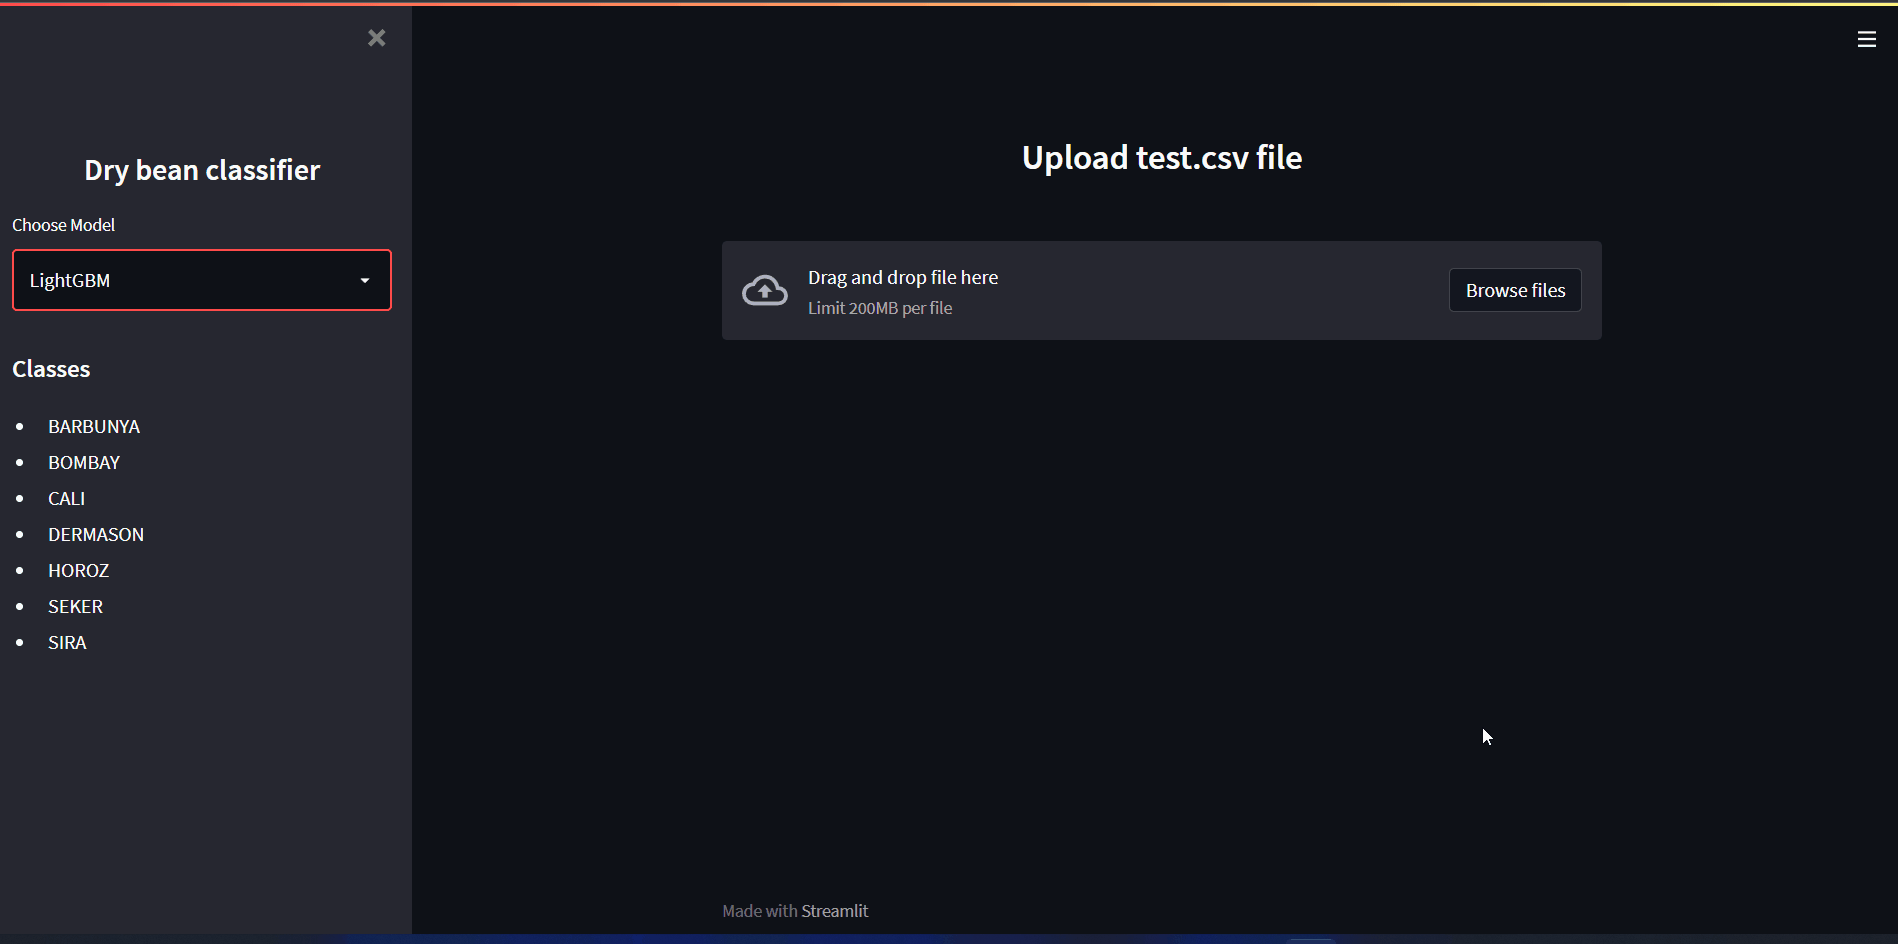 Dry bean classifier
Choose Model
LightGBM
Classes
BARBUNYA
BOMBAY
CALI
DERMASON
HOROZ
SEKER
SIRA
Upload test.csv file
Drag and drop file here
Limit 200MB per file
Browse files
Made with Streamlit